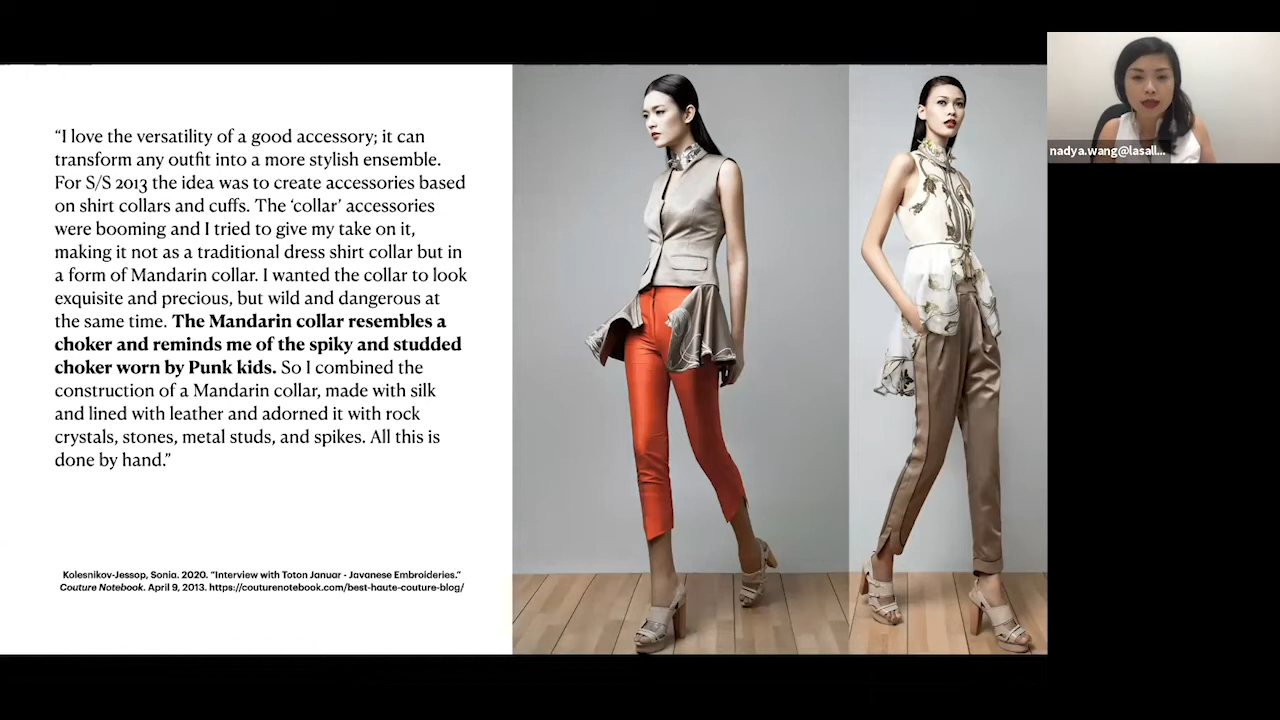 “I love the versatility of a good accessory; it can
transform any outfit into a more stylish ensemble.
For S/S 2013 the idea was to create accessories based
on shirt collars and cuffs. The ‘collar’ accessories
were booming and I tried to give my take on it,
making it not as a traditional dress shirt collar but in
a form of Mandarin collar. I wanted the collar to look
exquisite and precious, but wild and dangerous at
the same time. The Mandarin collar resembles a
choker and reminds me of the spiky and studded
choker worn by Punk kids. So I combined the
construction of a Mandarin collar, made with silk
and lined with leather and adorned it with rock
crystals, stones, metal studs, and spikes. All this is
done by hand.”
Kolesnikov-Jessop, Sonia. 2020. “Interview with Toton Januar - Javanese Embroideries.”
Couture Notebook. April 9, 2013. https://couturenotebook.com/best-haute-couture-blog/
nadya.wang@lasall...